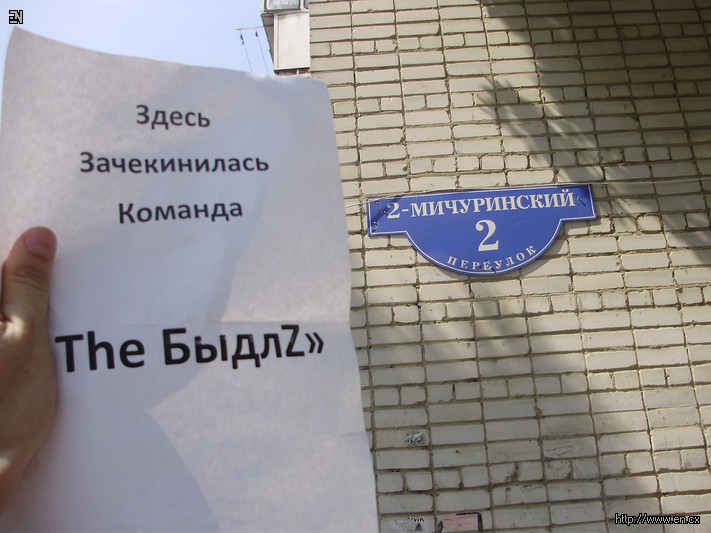 EN
Здесь
Зачекинилась
Команда
The БыдлZ»
2-МИЧУРИНСКИЙ
2
ПЕРЕУЛОК
http://www.en.cx